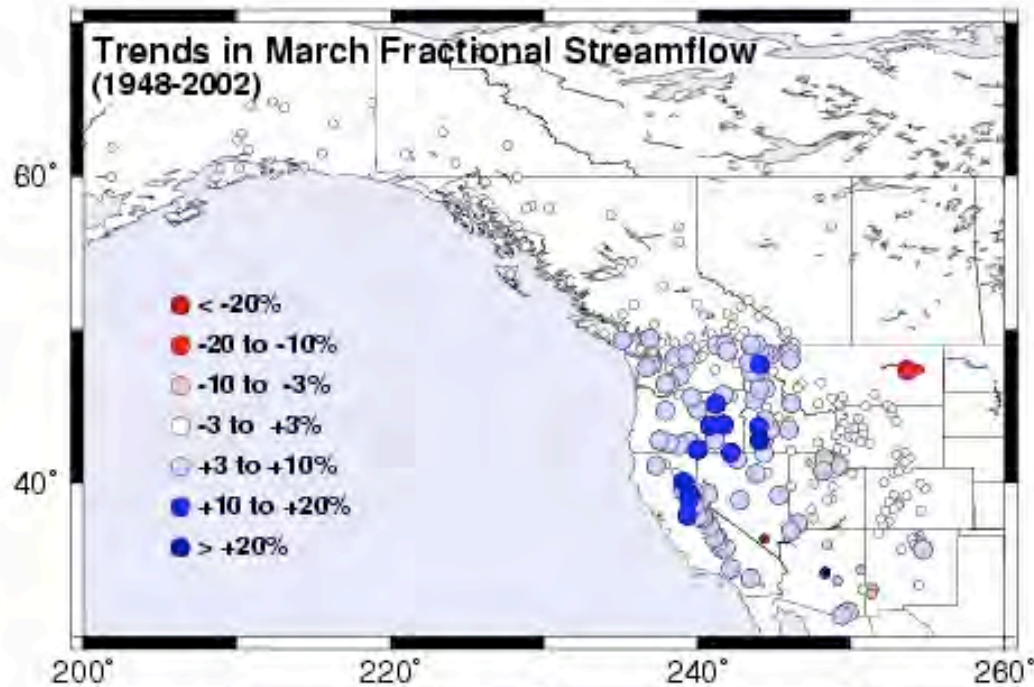 Trends in March Fractional Streamflow
(1948-2002)
60°
< -20%
-20 to -10%
-10 to -3%
-3 to +3%
+3 to +10%
40°
+10 to +20%
> +20%
200° 220° 240° 260°